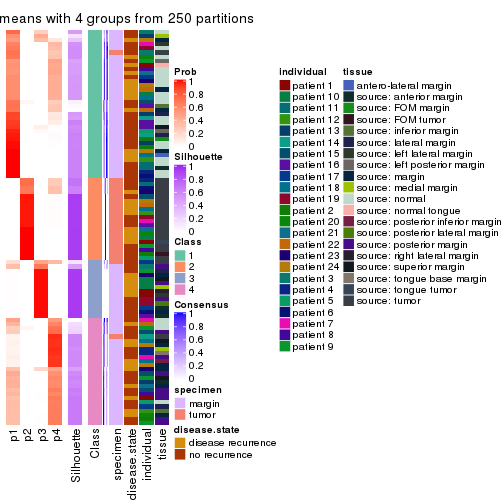 means with 4 groups from 250 partitions
Prob
1
0.8
0.6
0.4
0.2
0
Silhouette
1
0.8
0.6
0.4
0.2
0
Class
1
2
3
4
Consensus
1
0.8
0.6
0.4
0.2
0
specimen
margin
tumor
disease.state
disease recurrence
no recurrence
individual
patient 1
patient 10
patient 11
patient 12
patient 13
patient 14
patient 15
patient 16
patient 17
patient 18
patient 19
patient 2
patient 20
patient 21
patient 22
patient 23
patient 24
patient 3
patient 4
patient 5
patient 6
patient 7
patient 8
patient 9
tissue
antero-lateral margin
source: anterior margin
source: FOM margin
source: FOM tumor
source: inferior margin
source: lateral margin
source: left lateral margin
source: left posterior margin
source: margin
source: medial margin
source: normal
source: normal tongue
source: posterior inferior margin
source: posterior lateral margin
source: posterior margin
source: right lateral margin
source: superior margin
source: tongue base margin
source: tongue tumor
source: tumor
p1
p2
p3
p4
Silhouette
Class
specimen
disease.state
individual
tissue